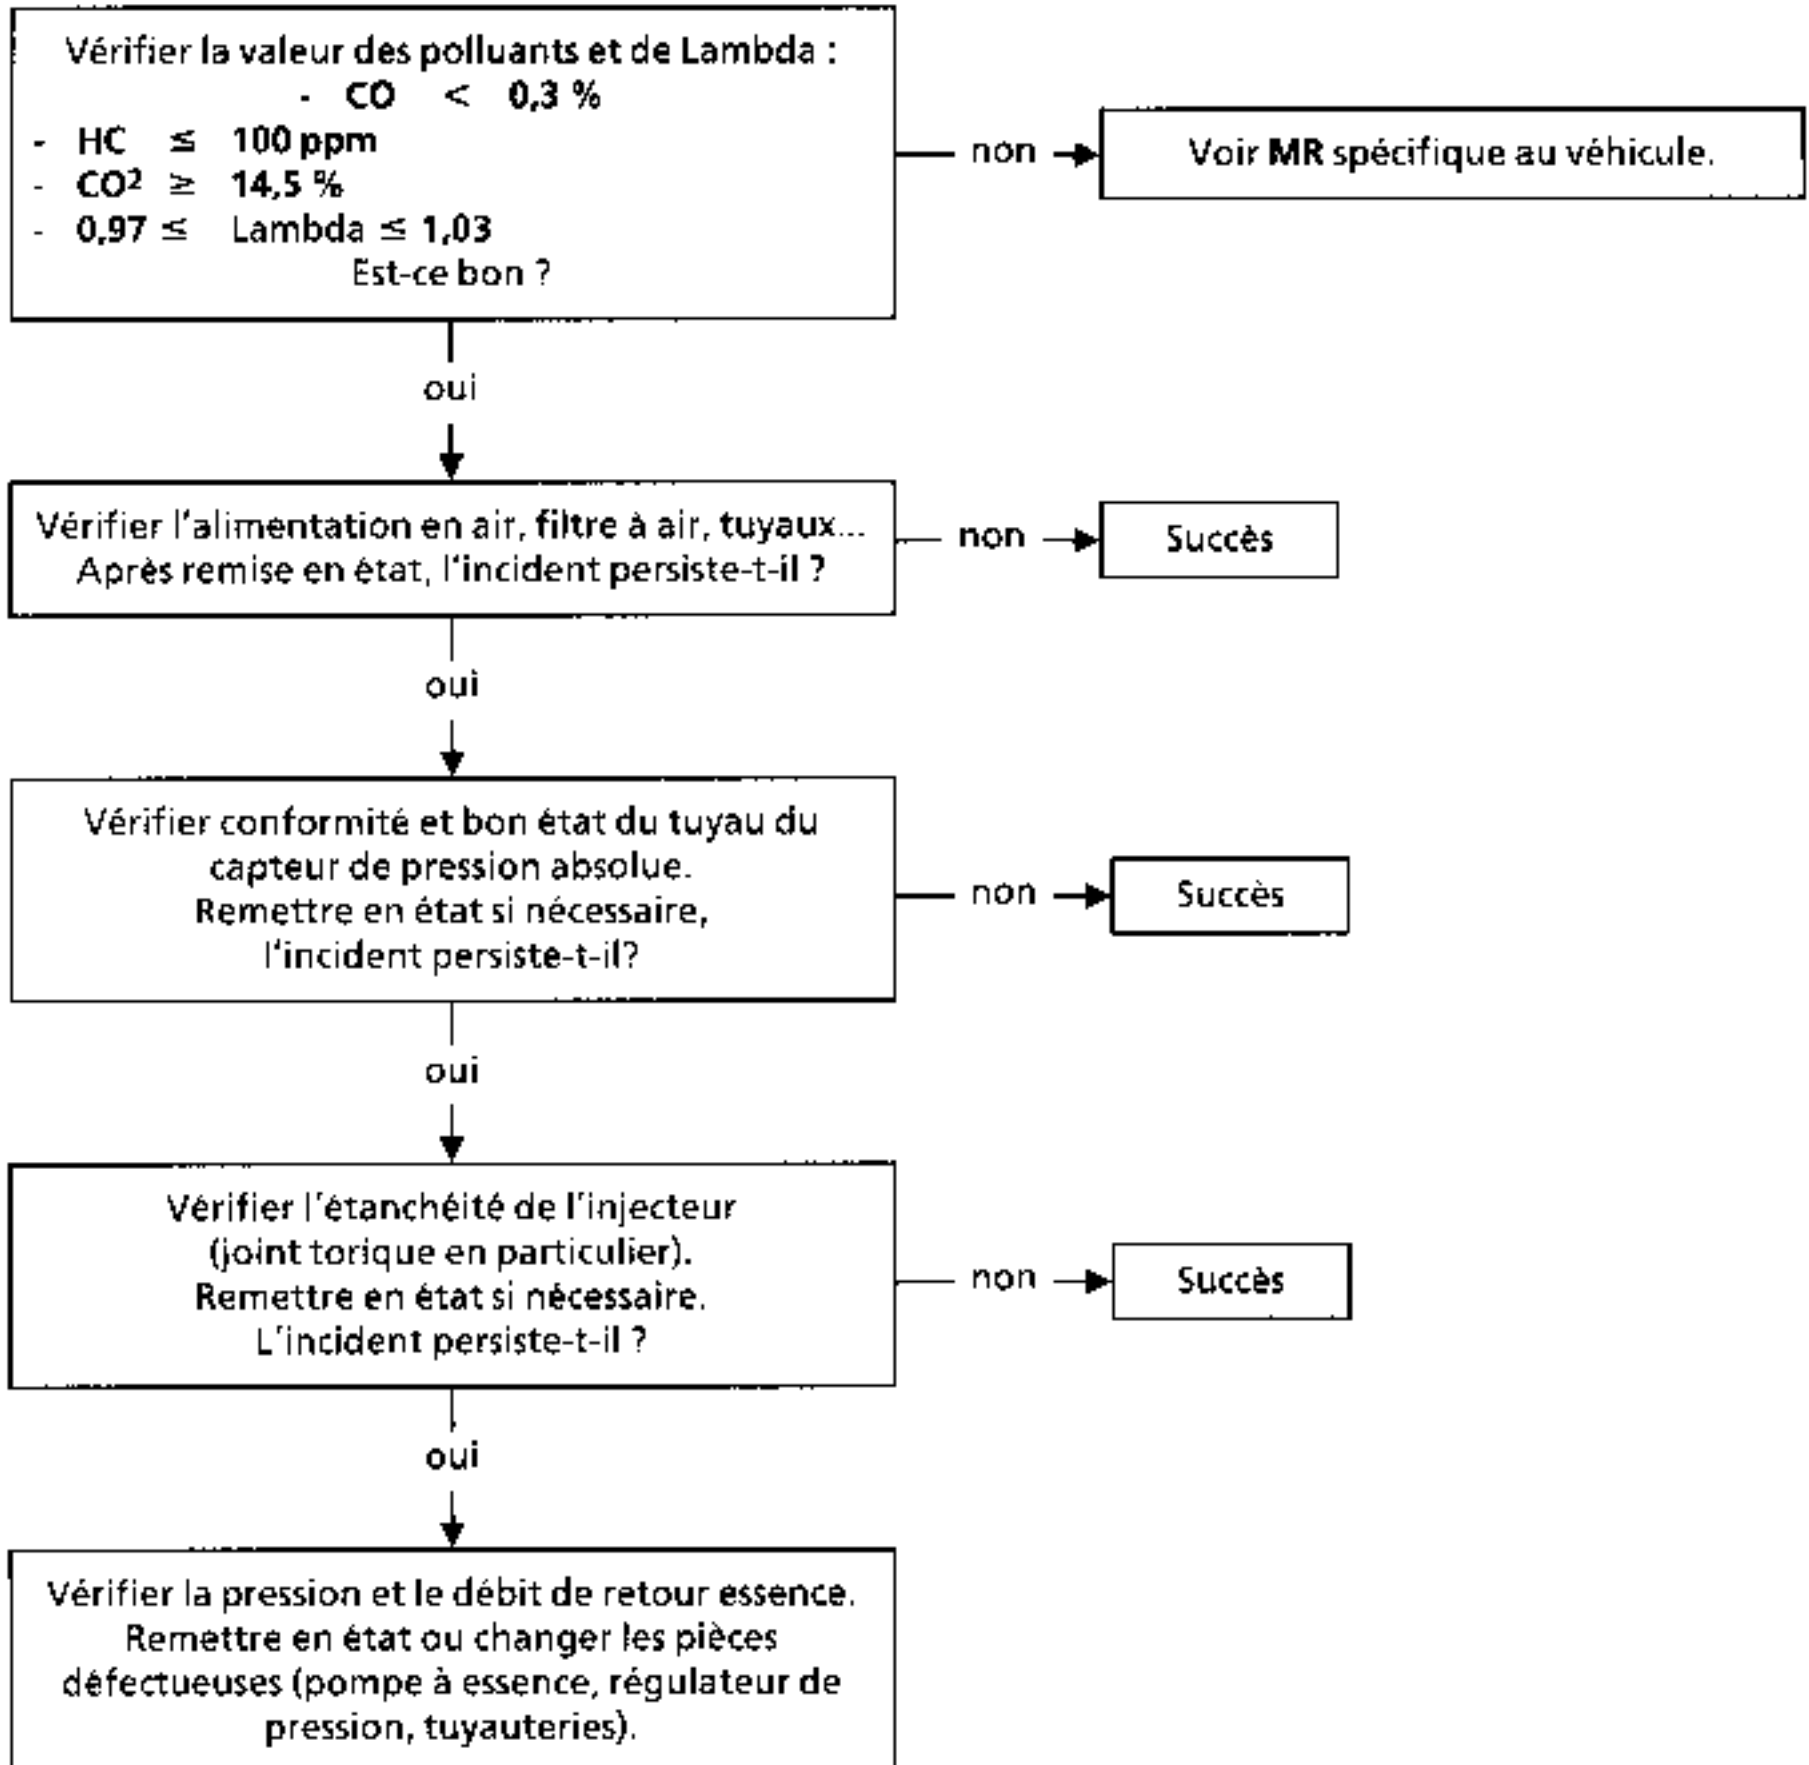 Vérifier la valeur des polluants et de Lambda :
- CO < 0,3 %
- HC ≤ 100 ppm
- CO² ≥ 14,5 %
- 0,97 ≤ Lambda ≤ 1,03
Est-ce bon ?
non
Voir MR spécifique au véhicule.
oui
Vérifier l'alimentation en air, filtre à air, tuyaux...
Après remise en état, l'incident persiste-t-il ?
non
Succès
oui
Vérifier conformité et bon état du tuyau du
capteur de pression absolue.
Remettre en état si nécessaire,
l'incident persiste-t-il?
non
Succès
oui
Vérifier l'étanchéité de l'injecteur
(joint torique en particulier).
Remettre en état si nécessaire.
L'incident persiste-t-il ?
non
Succès
oui
Vérifier la pression et le débit de retour essence.
Remettre en état ou changer les pièces
défectueuses (pompe à essence, régulateur de
pression, tuyauteries).